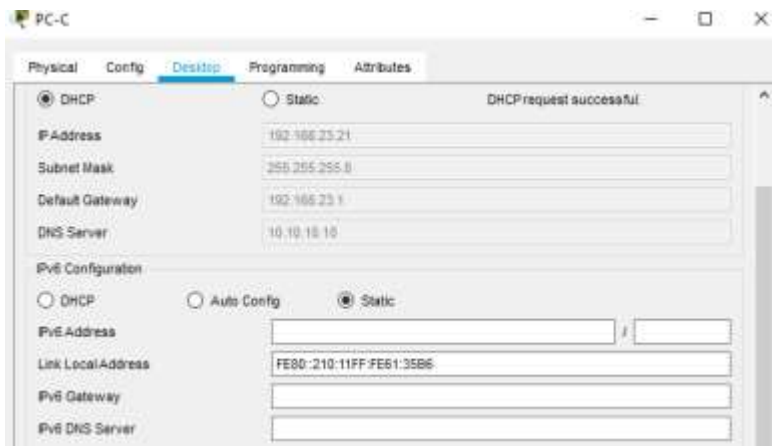 PC-C
Physical Config Desktop Programming Attributes
DHCP Static DHCP request successful.
IP Address 192.168.23.21
Subnet Mask 255.255.255.0
Default Gateway 192.168.23.1
DNS Server 10.10.10.10
IPv6 Configuration
DHCP Auto Config Static
IPv6 Address /
Link Local Address FE80::210:11FF:FE61:35B6
IPv6 Gateway
IPv6 DNS Server